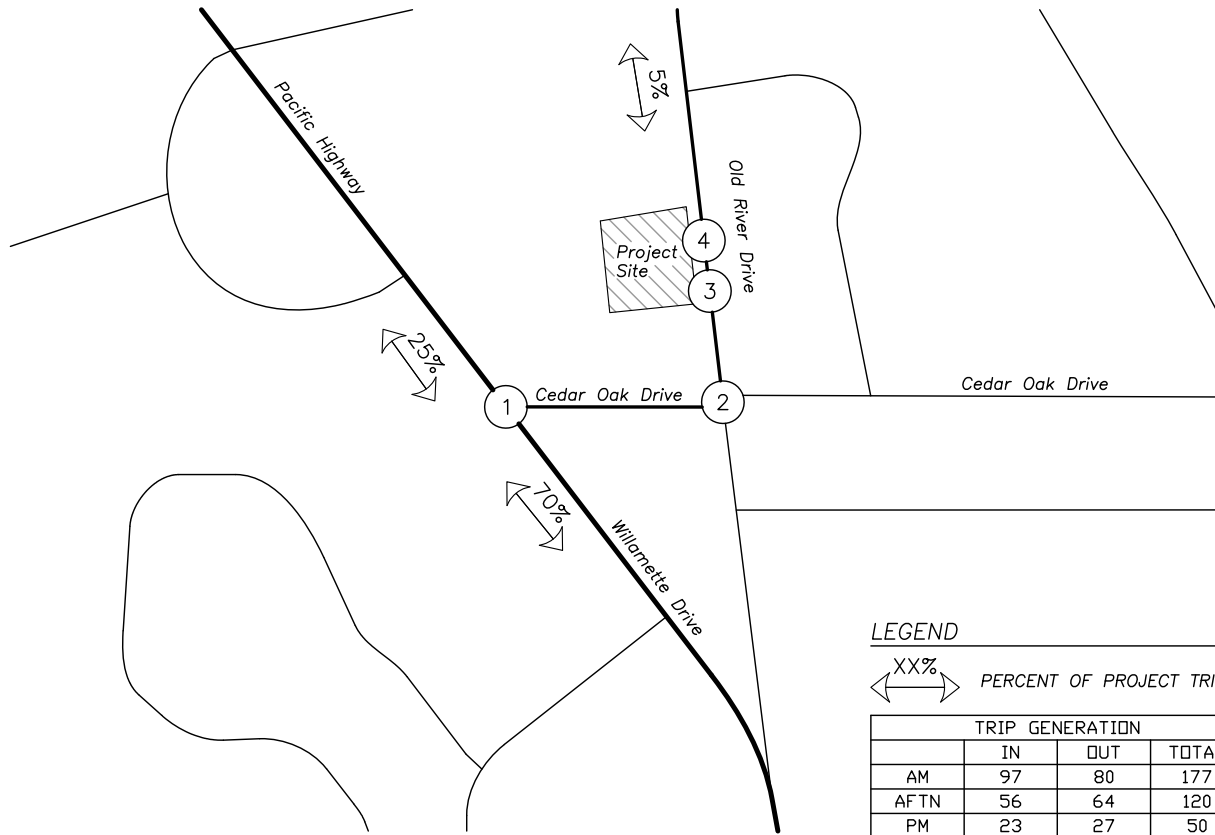 Pacific Highway
5%
Old River Drive
4
Project
Site
3
25%
1
Cedar Oak Drive
2
Cedar Oak Drive
70%
Willamette Drive
LEGEND
XX%
PERCENT OF PROJECT
TRIP GENERATION
IN OUT
AM 97 80 177
AFTN 56 64 120
PM 23 27 50